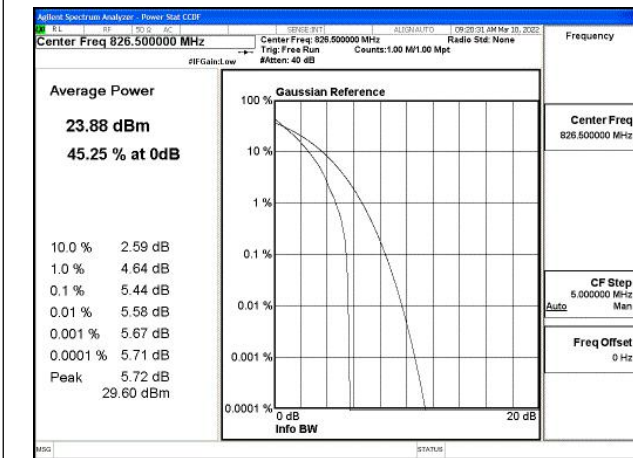 Agilent Spectrum Analyzer - Power Stat CCDF
RL RF 50 Ω AC SENSE:INT ALIGNAUTO 09:20:31 AM Mar 10, 2022
Center Freq 826.500000 MHz
Center Freq: 826.500000 MHz Radio Std: None
Trig: Free Run Counts:1.00 M/1.00 Mpt
#IFGain:Low #Atten: 40 dB
Frequency
Average Power
23.88 dBm
45.25 % at 0dB
10.0 % 2.59 dB
1.0 % 4.64 dB
0.1 % 5.44 dB
0.01 % 5.58 dB
0.001 % 5.67 dB
0.0001 % 5.71 dB
Peak 5.72 dB
29.60 dBm
Gaussian Reference
100 %
10 %
1 %
0.1 %
0.01 %
0.001 %
0.0001 %
0 dB 20 dB
Info BW
Center Freq
826.500000 MHz
CF Step
5.000000 MHz
Auto Man
Freq Offset
0 Hz
MSG STATUS